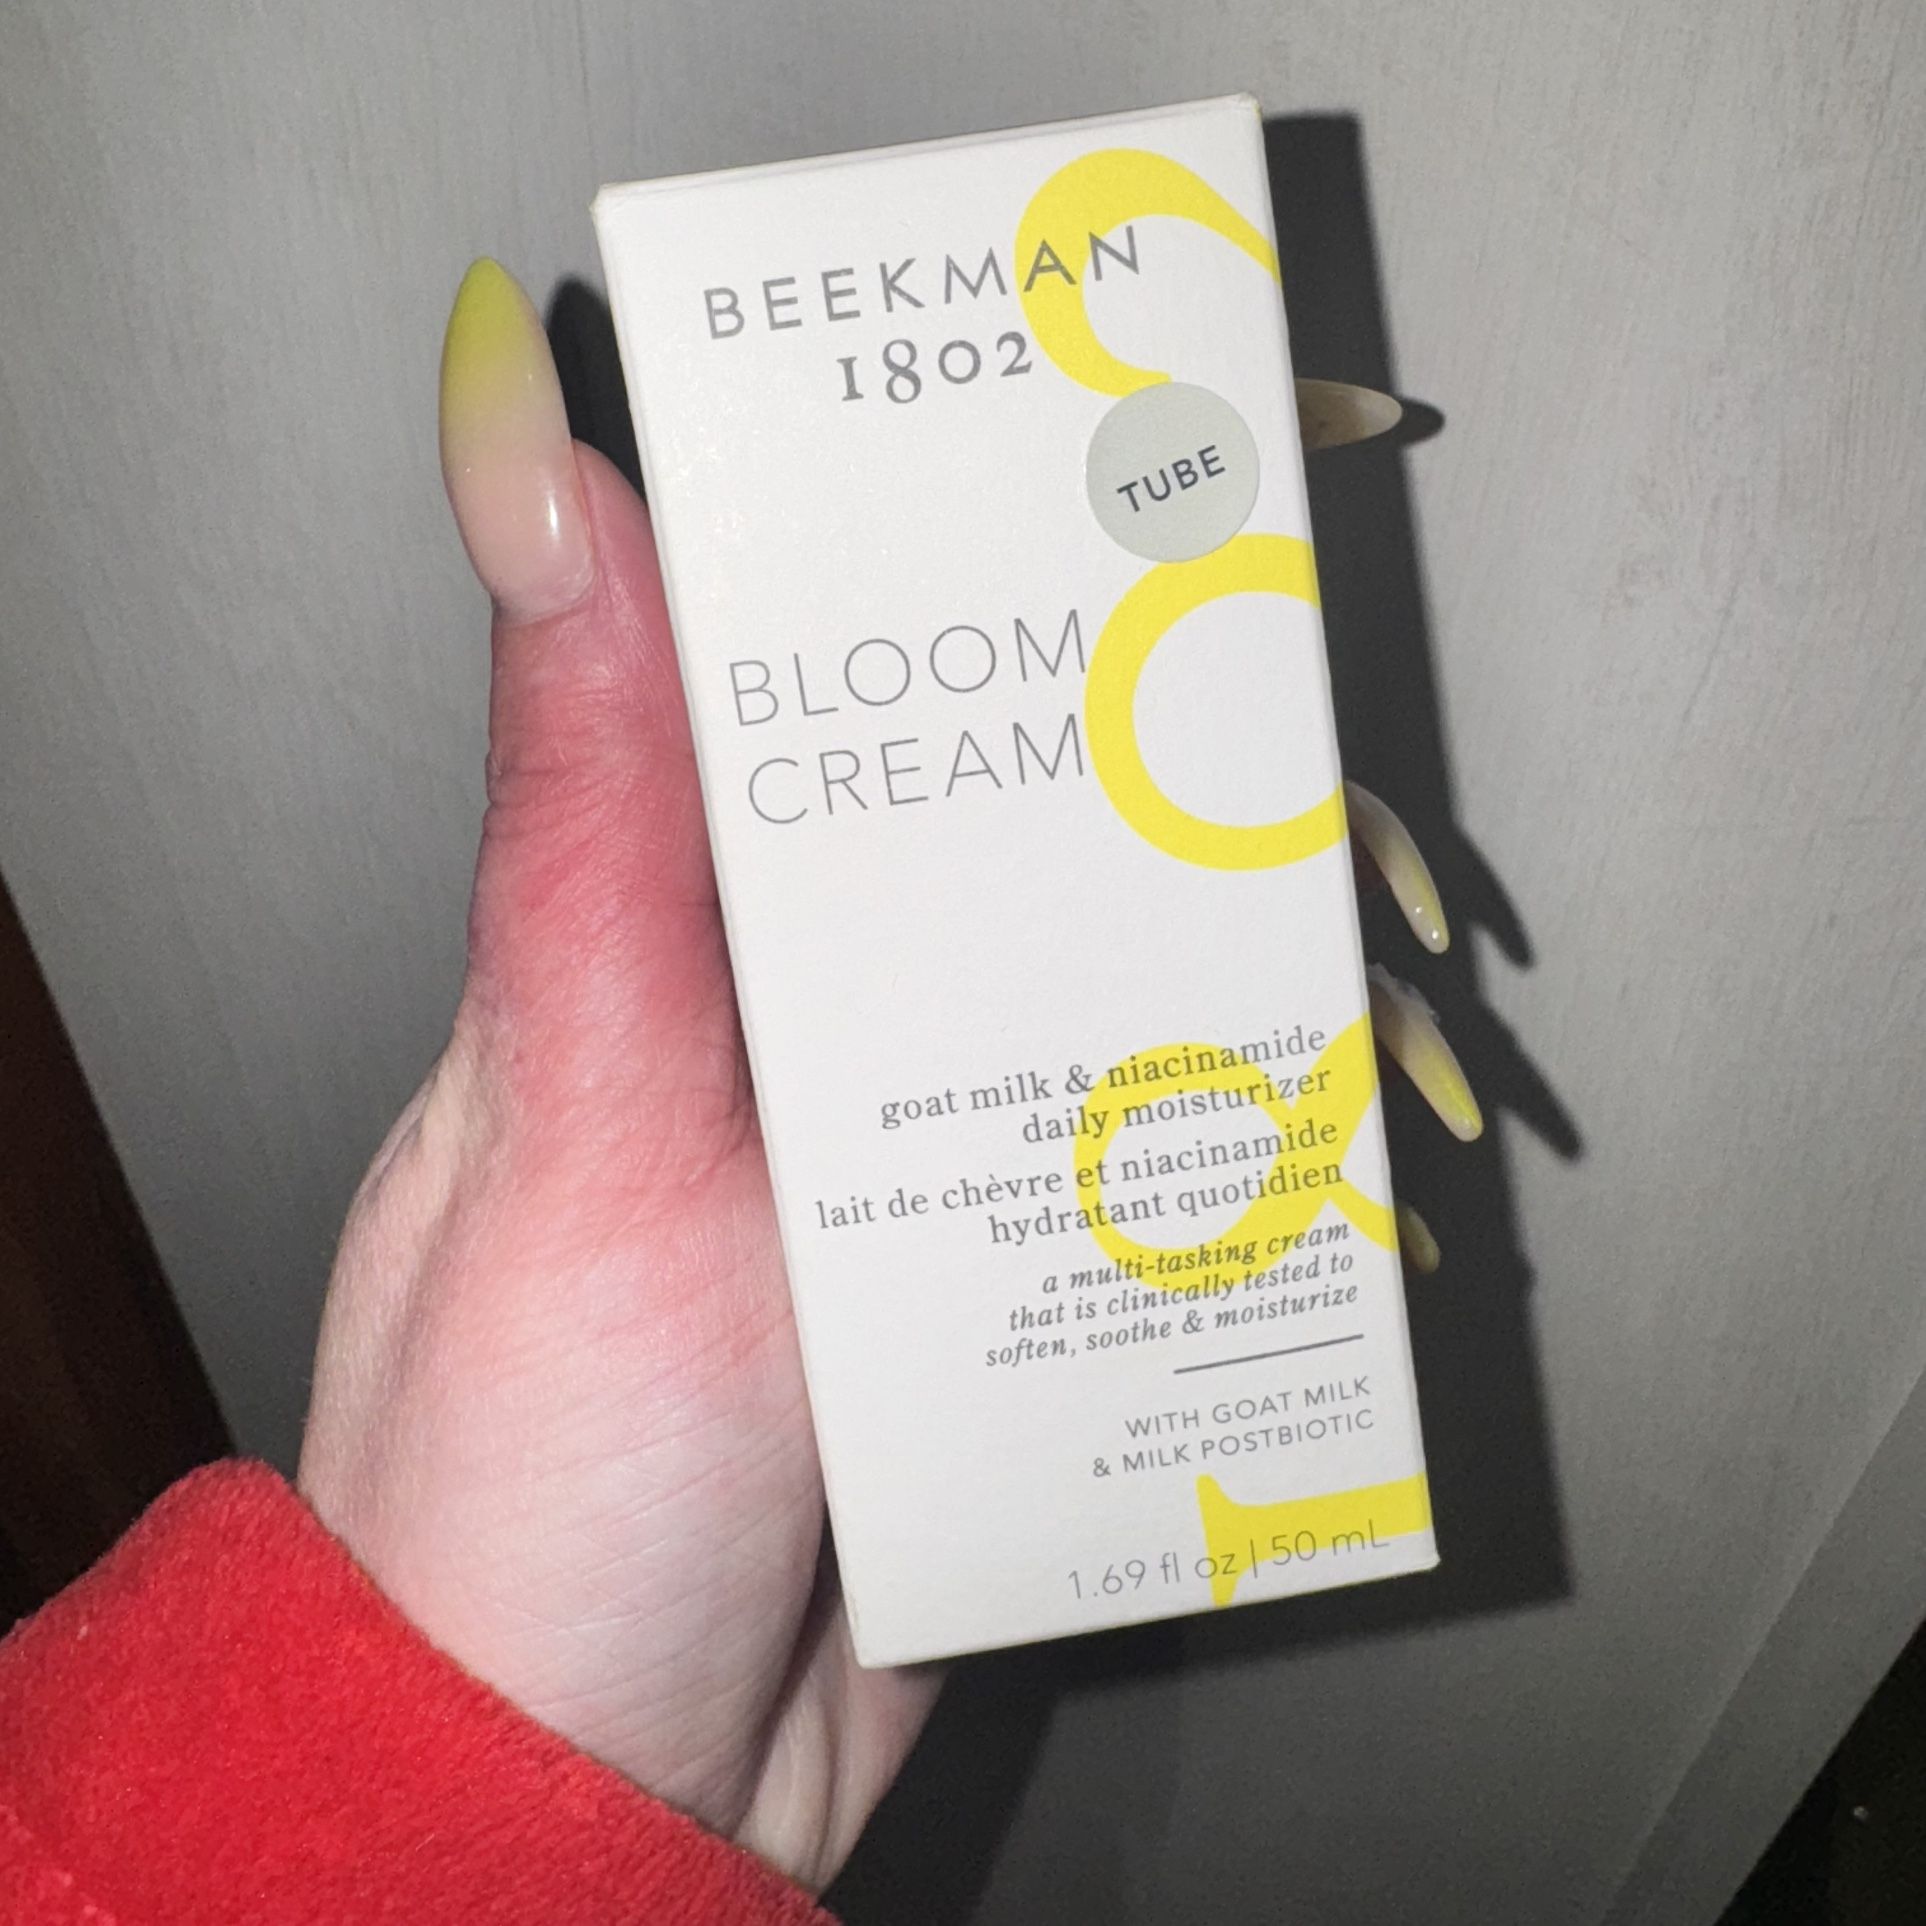 BEEKMAN
1802
TUBE
BLOOM
CREAM
goat milk & niacinamide
daily moisturizer
lait de chèvre et niacinamide
hydratant quotidien
a multi-tasking cream
that is clinically tested to
soften, soothe & moisturize
WITH GOAT MILK
& MILK POSTBIOTIC
1.69 fl oz | 50 mL